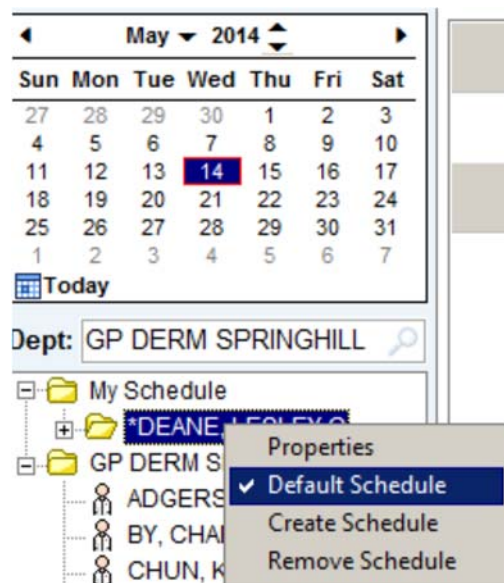 May 2014
Sun Mon Tue Wed Thu Fri Sat
27 28 29 30 1 2 3
4 5 6 7 8 9 10
11 12 13 14 15 16 17
18 19 20 21 22 23 24
25 26 27 28 29 30 31
1 2 3 4 5 6 7
Today
Dept: GP DERM SPRINGHILL
My Schedule
*DEANE,
Properties
GP DERM
Default Schedule
ADGERS
Create Schedule
BY,
Remove Schedule
CHUN,